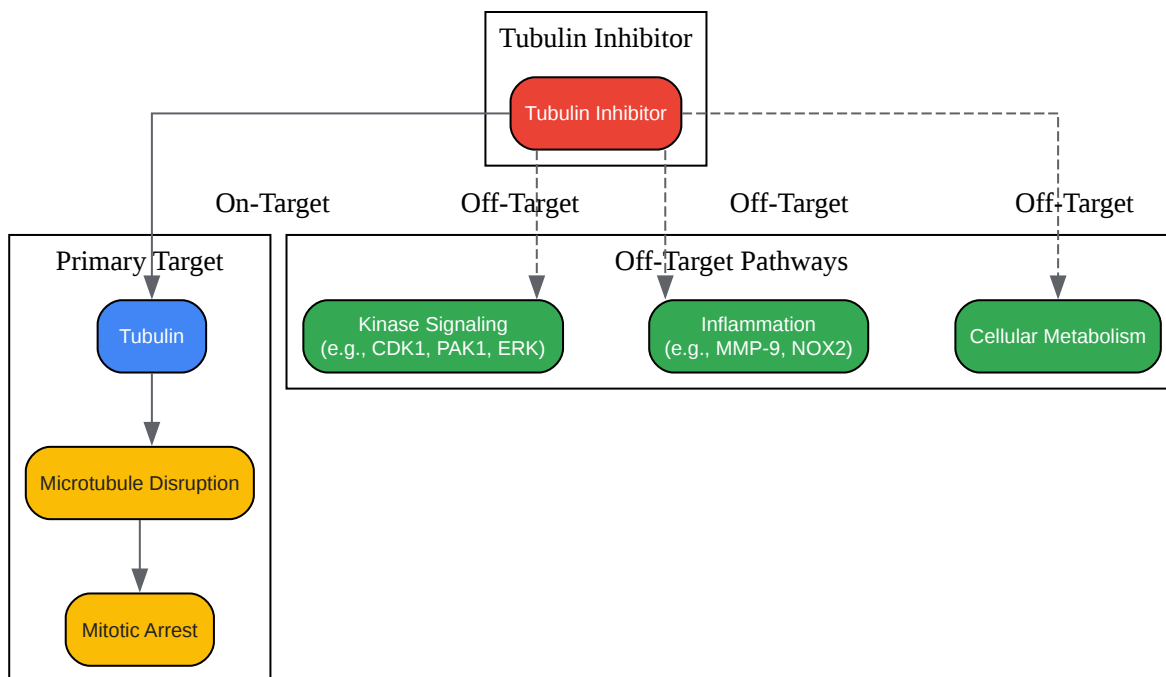 Tubulin Inhibitor
Tubulin Inhibitor
On-Target
Off-Target
Off-Target
Off-Target
Primary Target
Off-Target Pathways
Tubulin
Kinase Signaling
(e.g., CDK1, PAK1, ERK)
Inflammation
(e.g., MMP-9, NOX2)
Cellular Metabolism
Microtubule Disruption
Mitotic Arrest